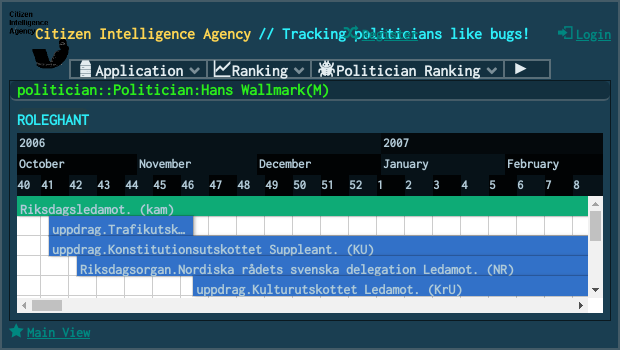 Citizen
Intelligence
Agency
Citizen Intelligence Agency // Tracking politicians like bugs!
Register
Login
Application
Ranking
Politician Ranking
politician::Politician:Hans Wallmark(M)
ROLEGHANT
2006 2007
October November December January February
40 41 42 43 44 45 46 47 48 49 50 51 52 1 2 3 4 5 6 7 8
Riksdagsledamot. (kam)
uppdrag.Trafikutsk…
uppdrag.Konstitutionsutskottet Suppleant. (KU)
Riksdagsorgan.Nordiska rådets svenska delegation Ledamot. (NR)
uppdrag.Kulturutskottet Ledamot. (KrU)
Main View